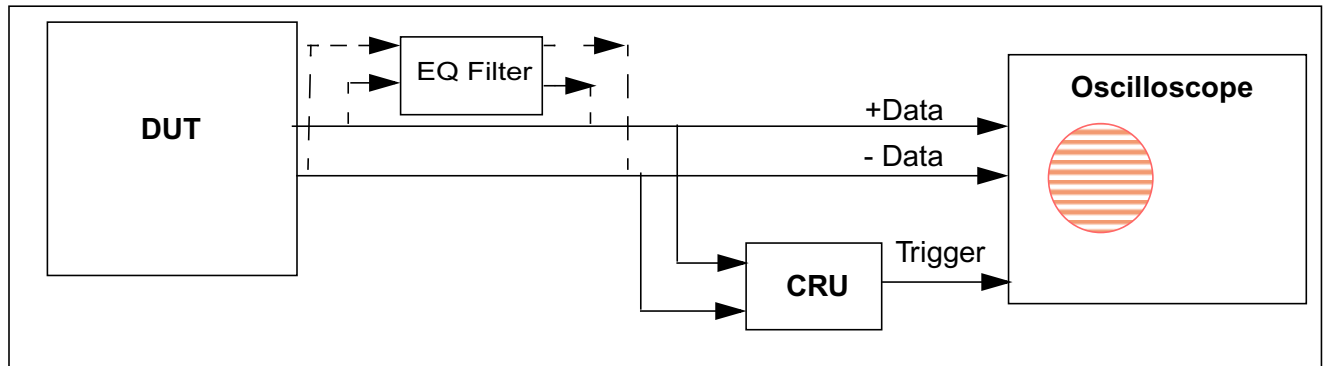 EQ Filter
DUT
Oscilloscope
+Data
- Data
Trigger
CRU